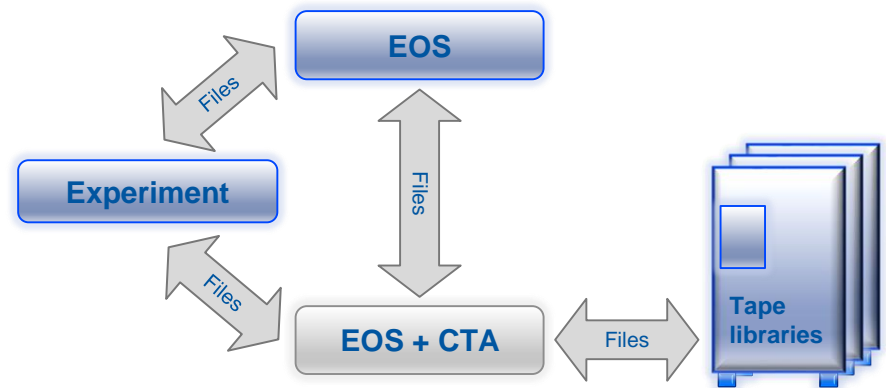 EOS
Files
Experiment
Files
Files
EOS + CTA
Files
Tape
libraries